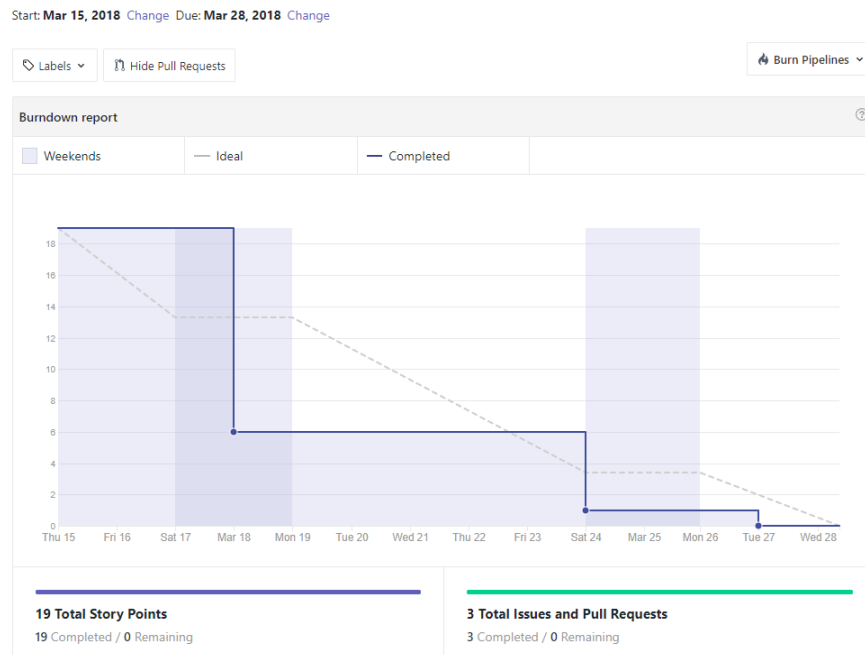 Start: Mar 15, 2018 Change Due: Mar 28, 2018 Change
Labels Hide Pull Requests Burn Pipelines
Burndown report
Weekends Ideal Completed
18
16
14
12
10
8
6
4
2
0
Thu 15 Fri 16 Sat 17 Mar 18 Mon 19 Tue 20 Wed 21 Thu 22 Fri 23 Sat 24 Mar 25 Mon 26 Tue 27 Wed 28
19 Total Story Points 3 Total Issues and Pull Requests
19 Completed / 0 Remaining 3 Completed / 0 Remaining